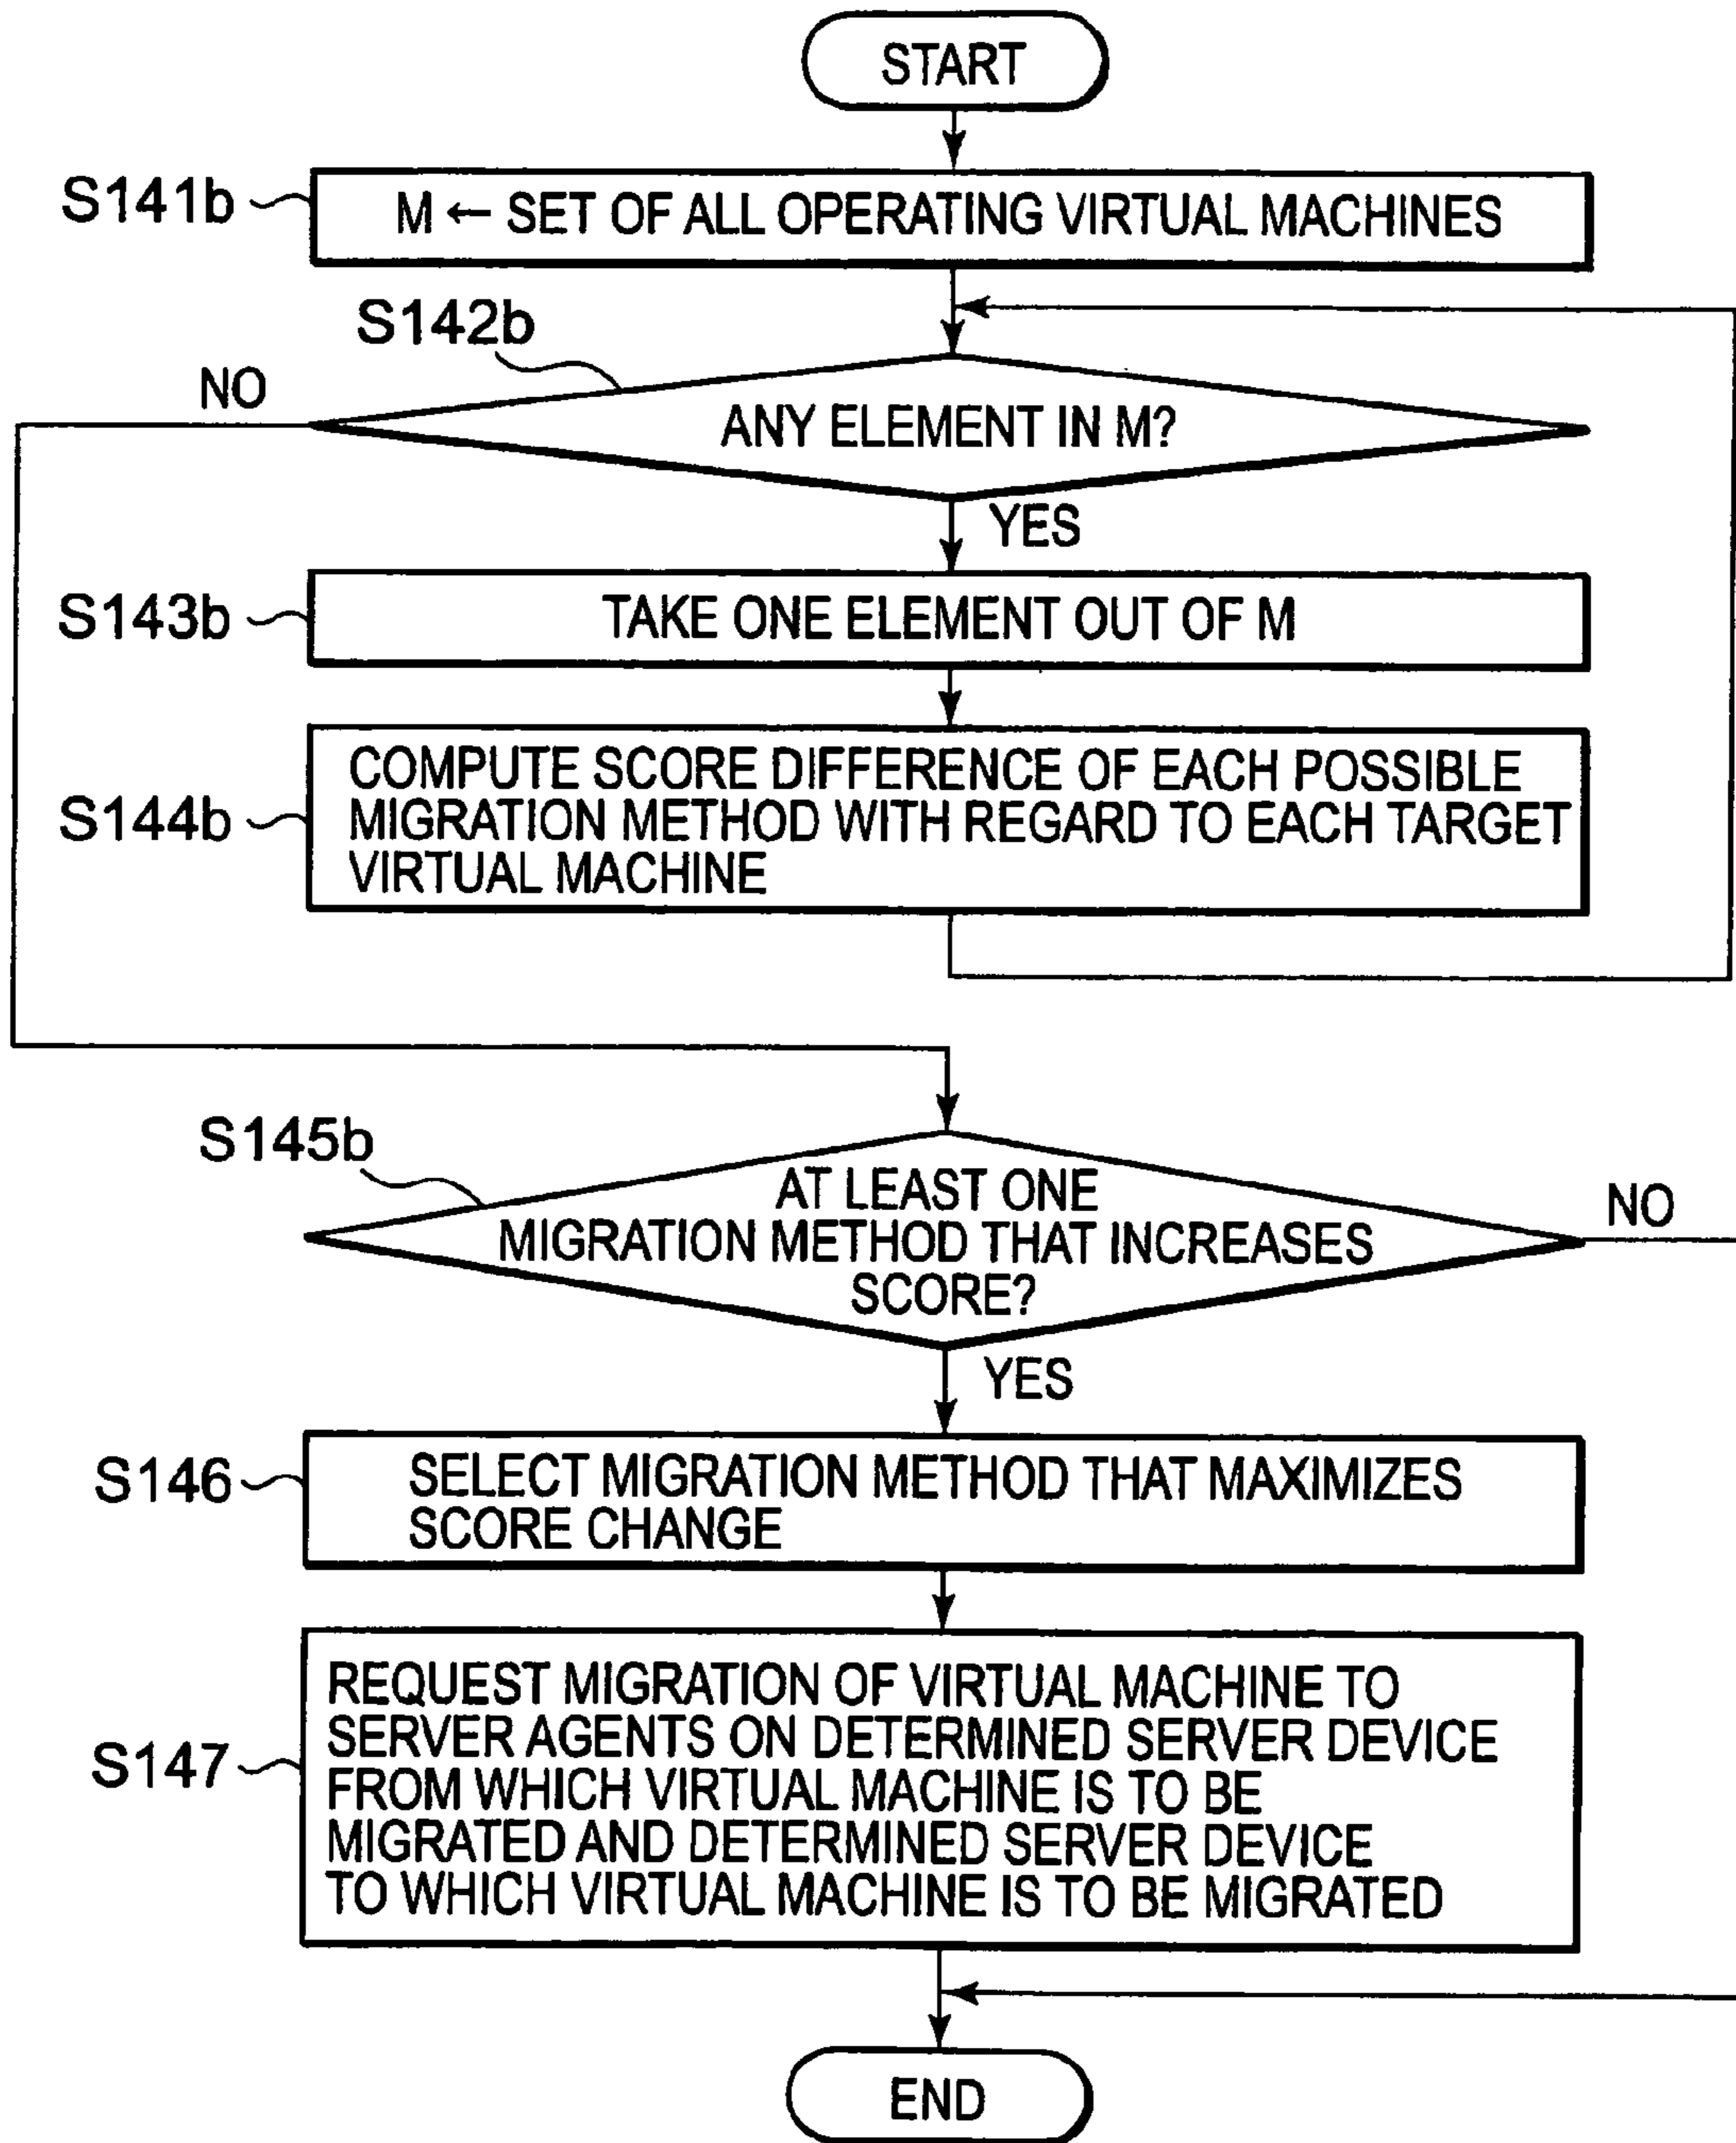 START
S141b
M ← SET OF ALL OPERATING VIRTUAL MACHINES
S142b
NO
ANY ELEMENT IN M?
YES
S143b
TAKE ONE ELEMENT OUT OF M
S144b
COMPUTE SCORE DIFFERENCE OF EACH POSSIBLE
MIGRATION METHOD WITH REGARD TO EACH TARGET
VIRTUAL MACHINE
S145b
AT LEAST ONE
MIGRATION METHOD THAT INCREASES
SCORE?
NO
YES
S146
SELECT MIGRATION METHOD THAT MAXIMIZES
SCORE CHANGE
S147
REQUEST MIGRATION OF VIRTUAL MACHINE TO
SERVER AGENTS ON DETERMINED SERVER DEVICE
FROM WHICH VIRTUAL MACHINE IS TO BE
MIGRATED AND DETERMINED SERVER DEVICE
TO WHICH VIRTUAL MACHINE IS TO BE MIGRATED
END